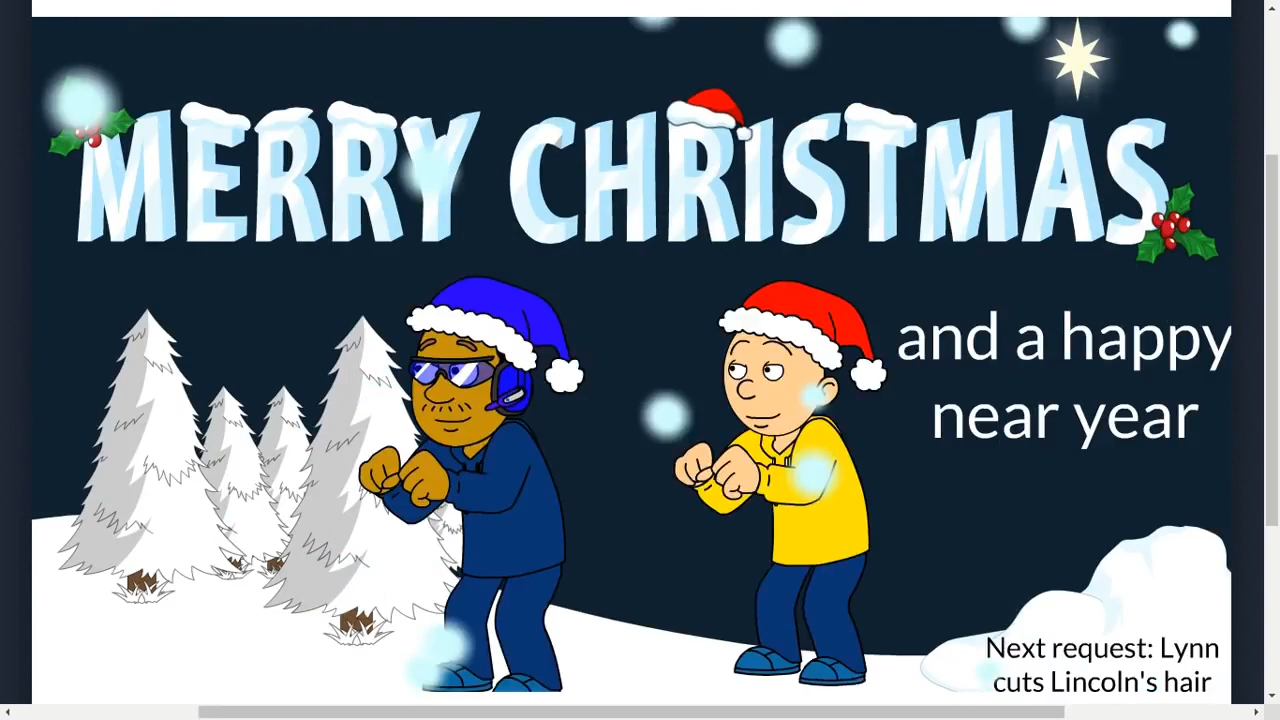 MERRY CHRISTMAS
and a happy
near year
Next request: Lynn
cuts Lincoln's hair